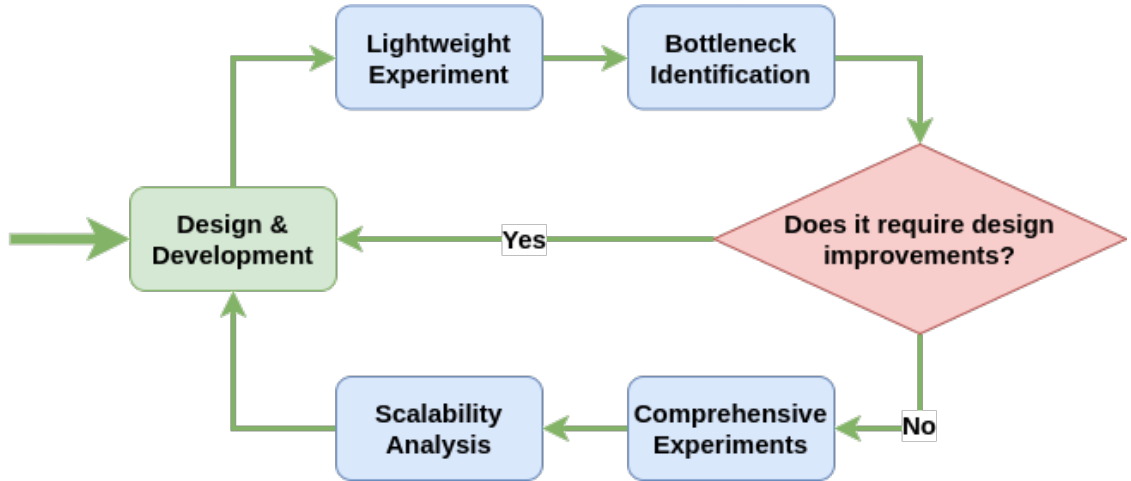 Lightweight
Experiment
Bottleneck
Identification
Design &
Development
Yes
Does it require design
improvements?
Scalability
Analysis
Comprehensive
Experiments
No